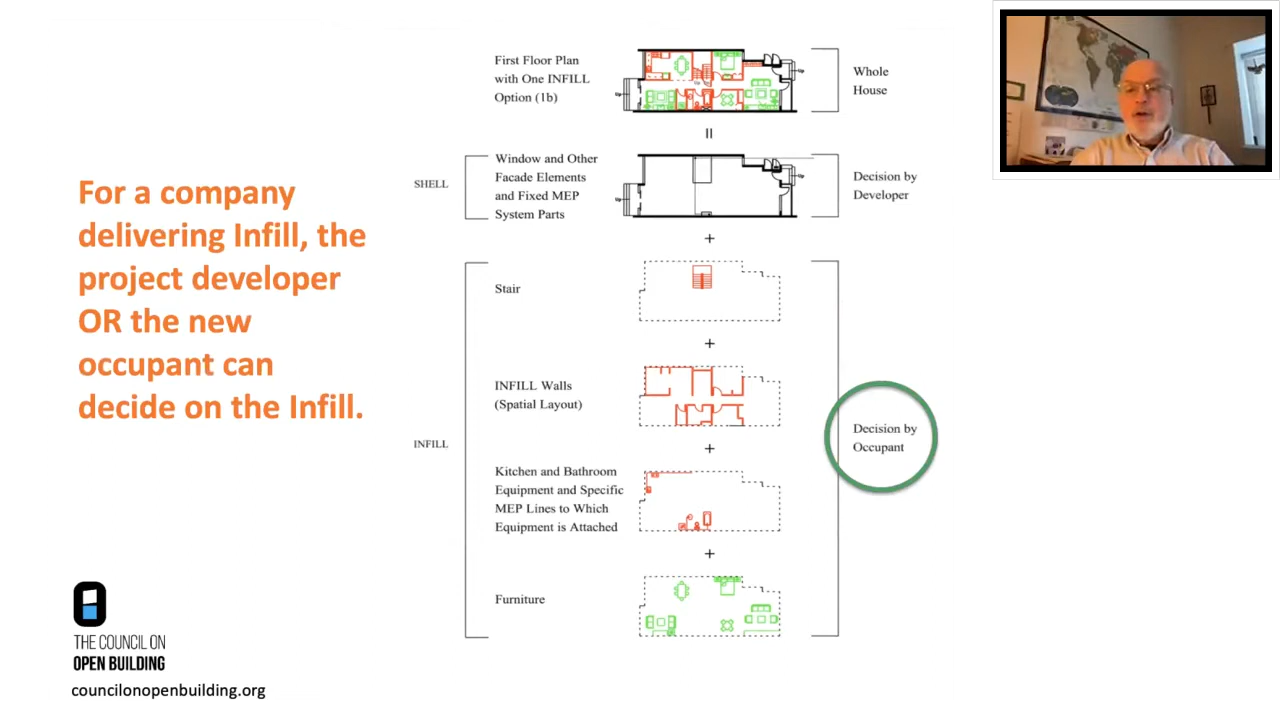 For a company
delivering Infill, the
project developer
OR the new
occupant can
decide on the Infill.
First Floor Plan
with One INFILL
Option (1b)
Whole
House
=
SHELL
Window and Other
Facade Elements
and Fixed MEP
System Parts
Decision by
Developer
+
Stair
+
INFILL Walls
(Spatial Layout)
INFILL
Decision by
Occupant
+
Kitchen and Bathroom
Equipment and Specific
MEP Lines to Which
Equipment is Attached
+
Furniture
THE COUNCIL ON
OPEN BUILDING
councilonopenbuilding.org